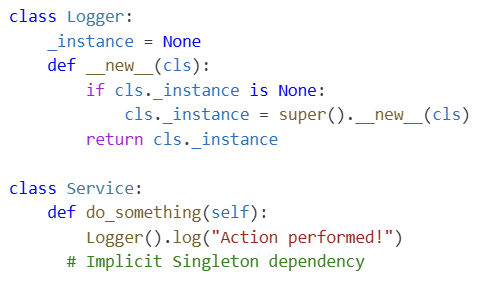 class Logger:
    _instance = None
    def __new__(cls):
        if cls._instance is None:
            cls._instance = super().__new__(cls)
        return cls._instance

class Service:
    def do_something(self):
        Logger().log("Action performed!")
      # Implicit Singleton dependency